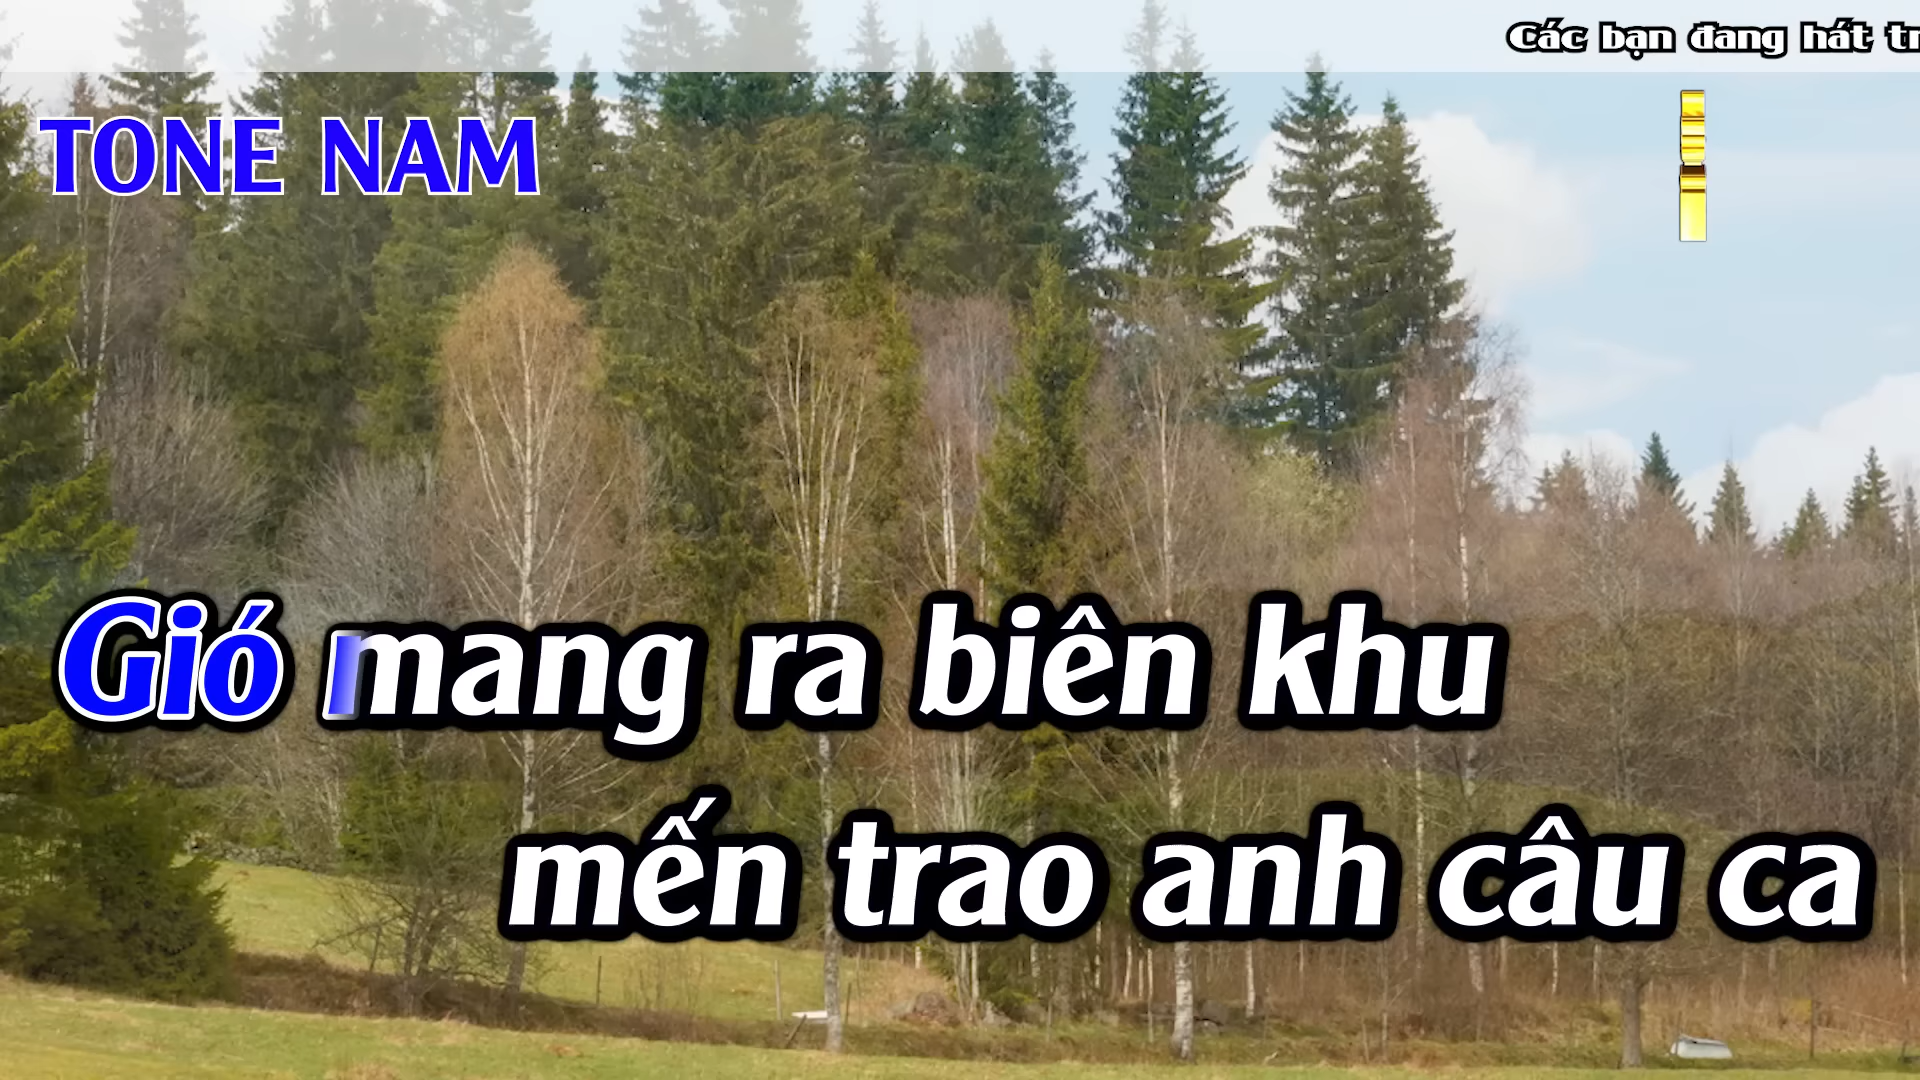 Các bạn đang hát
TONE NAM
Gió mang ra biên khu
mến trao anh câu ca